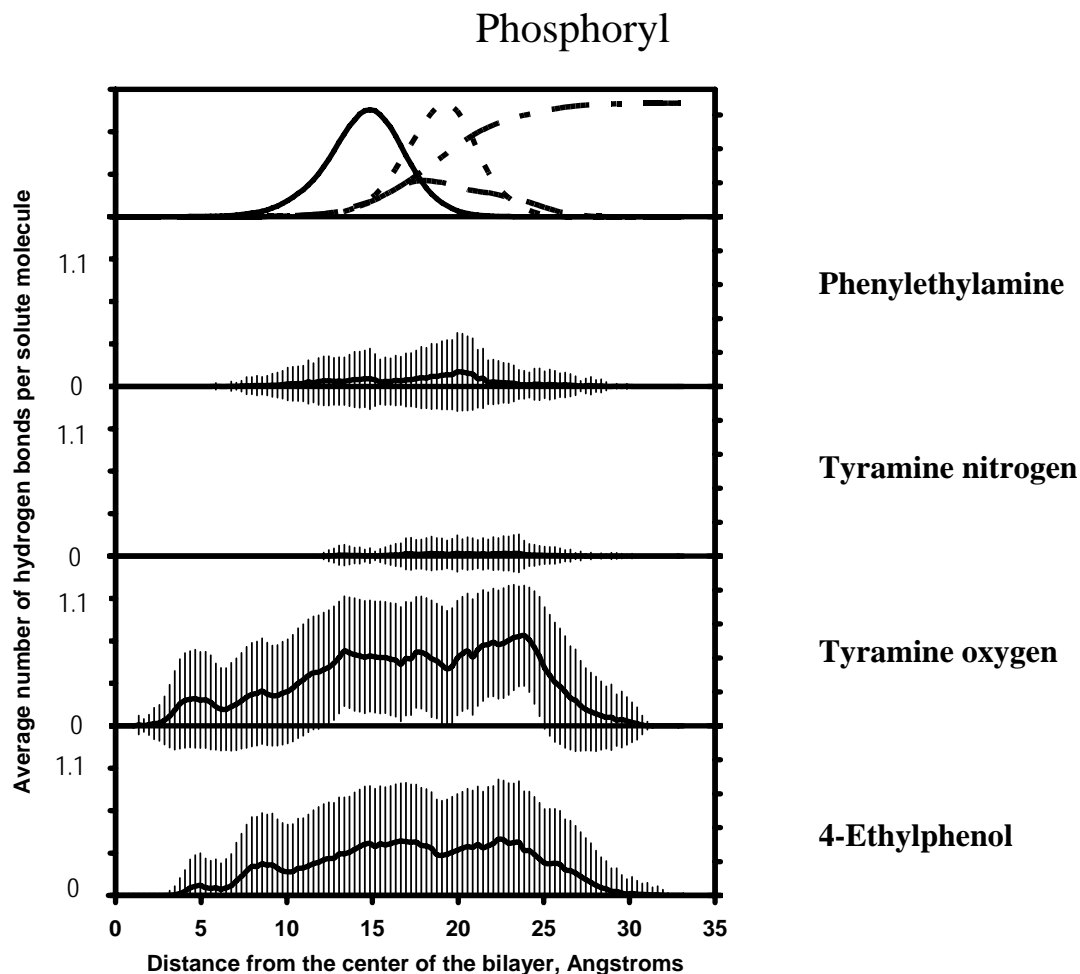 Phosphoryl
Average number of hydrogen bonds per solute molecule
1.1
Phenylethylamine
0
1.1
Tyramine nitrogen
0
1.1
Tyramine oxygen
0
1.1
4-Ethylphenol
0
0 5 10 15 20 25 30 35
Distance from the center of the bilayer, Angstroms